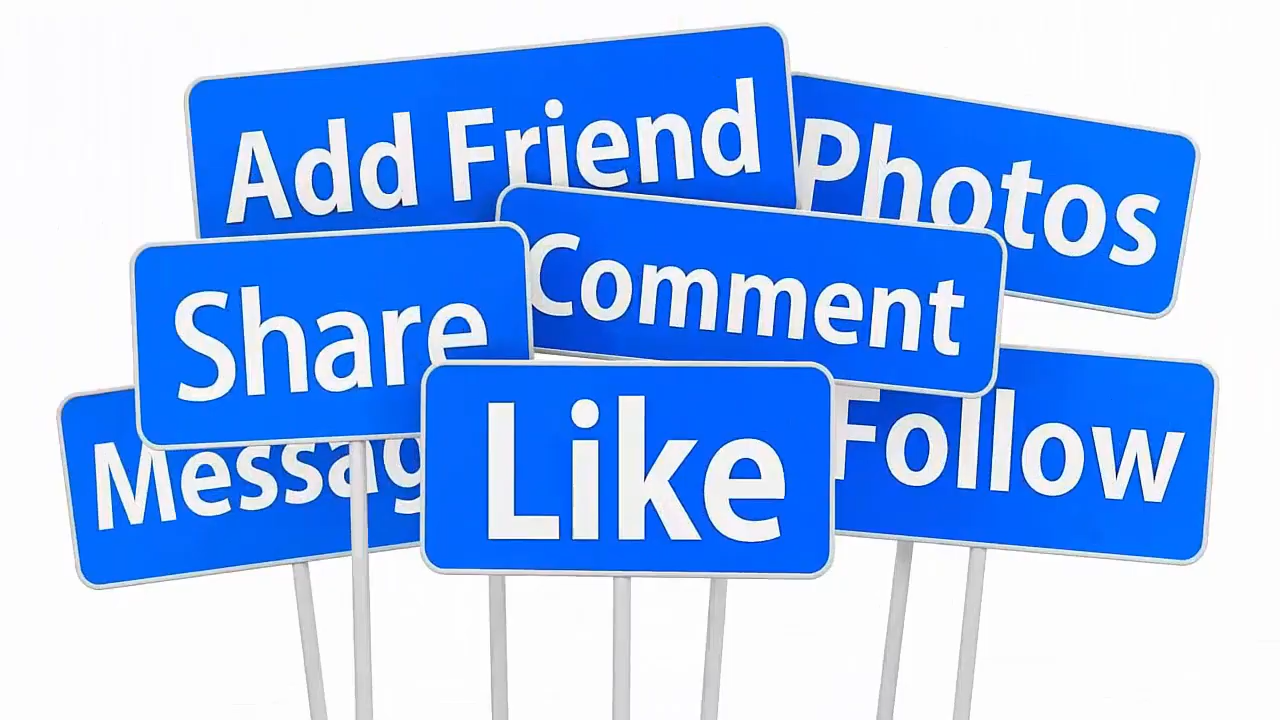 Add Friend
Photos
Comment
Share
Messag
Like
Follow